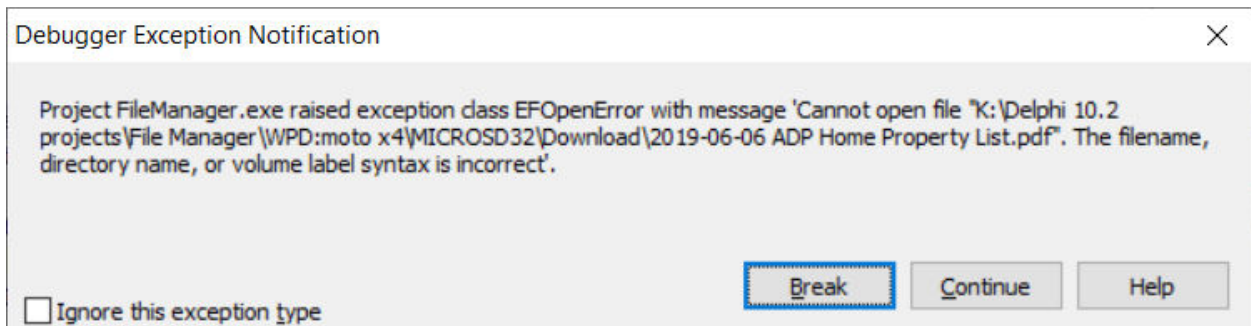 Debugger Exception Notification
Project FileManager.exe raised exception class EFOpenError with message 'Cannot open file "K:\Delphi 10.2
projects\File Manager\WPD:moto x4\MICROSD32\Download\2019-06-06 ADP Home Property List.pdf". The filename,
directory name, or volume label syntax is incorrect'.
Break Continue Help
Ignore this exception type